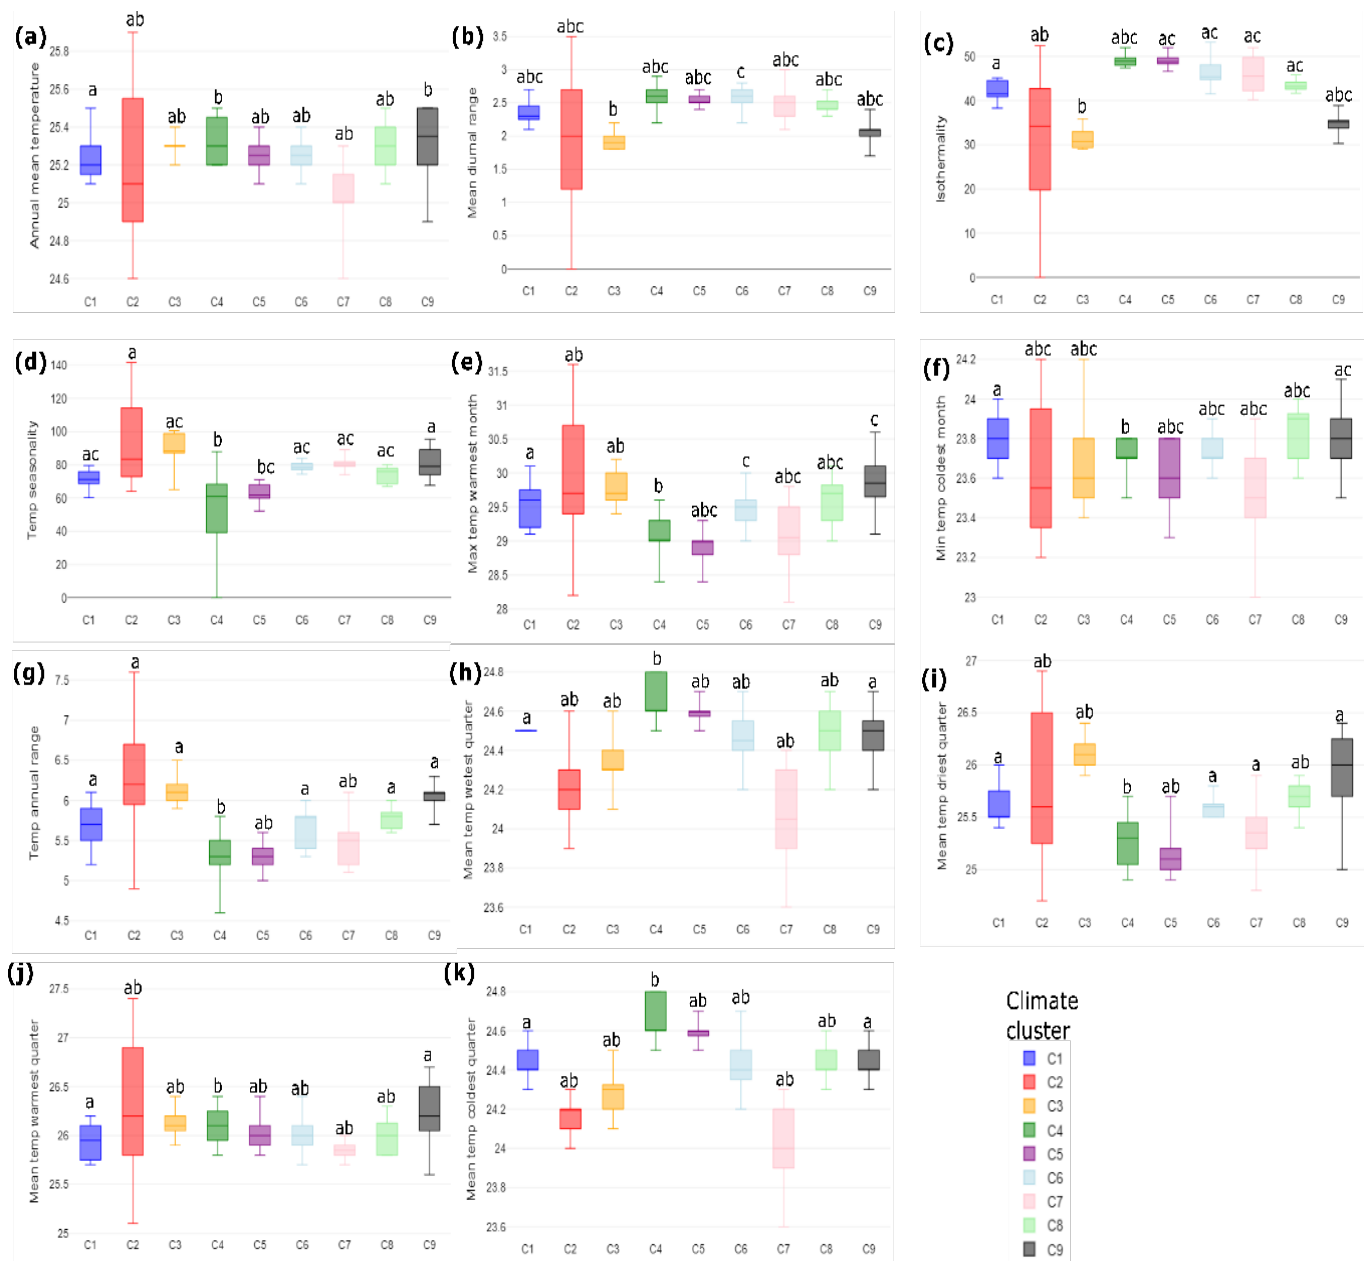 (a)
Annual mean temperature
25.8
25.6
25.4
25.2
25
24.8
24.6
a
ab
ab
b
ab
ab
ab
ab
b
C1 C2 C3 C4 C5 C6 C7 C8 C9
(b)
Mean diurnal range
3.5
3
2.5
2
1.5
1
0.5
0
abc
abc
b
abc
abc
c
abc
abc
abc
C1 C2 C3 C4 C5 C6 C7 C8 C9
(c)
Isothermality
50
40
30
20
10
0
a
ab
b
abc
ac
ac
ac
ac
abc
C1 C2 C3 C4 C5 C6 C7 C8 C9
(d)
Temp seasonality
140
120
100
80
60
40
20
0
ac
a
ac
b
bc
ac
ac
ac
a
C1 C2 C3 C4 C5 C6 C7 C8 C9
(e)
Max temp warmest month
31.5
31
30.5
30
29.5
29
28.5
28
a
ab
ab
b
abc
c
abc
abc
c
C1 C2 C3 C4 C5 C6 C7 C8 C9
(f)
Min temp coldest month
24.2
24
23.8
23.6
23.4
23.2
23
a
abc
abc
b
abc
abc
abc
abc
ac
C1 C2 C3 C4 C5 C6 C7 C8 C9
(g)
Temp annual range
7.5
7
6.5
6
5.5
5
4.5
a
a
a
b
ab
a
ab
a
a
C1 C2 C3 C4 C5 C6 C7 C8 C9
(h)
Mean temp wetest quarter
24.8
24.6
24.4
24.2
24
23.8
23.6
a
ab
ab
b
ab
ab
ab
ab
a
C1 C2 C3 C4 C5 C6 C7 C8 C9
(i)
Mean temp driest quarter
27
26.5
26
25.5
25
a
ab
ab
b
ab
a
a
ab
a
C1 C2 C3 C4 C5 C6 C7 C8 C9
(j)
Mean temp warmest quarter
27.5
27
26.5
26
25.5
25
a
ab
ab
b
ab
ab
ab
ab
a
C1 C2 C3 C4 C5 C6 C7 C8 C9
(k)
Mean temp coldest quarter
24.8
24.6
24.4
24.2
24
23.8
23.6
a
ab
ab
b
ab
ab
ab
ab
a
C1 C2 C3 C4 C5 C6 C7 C8 C9
Climate
cluster
C1
C2
C3
C4
C5
C6
C7
C8
C9